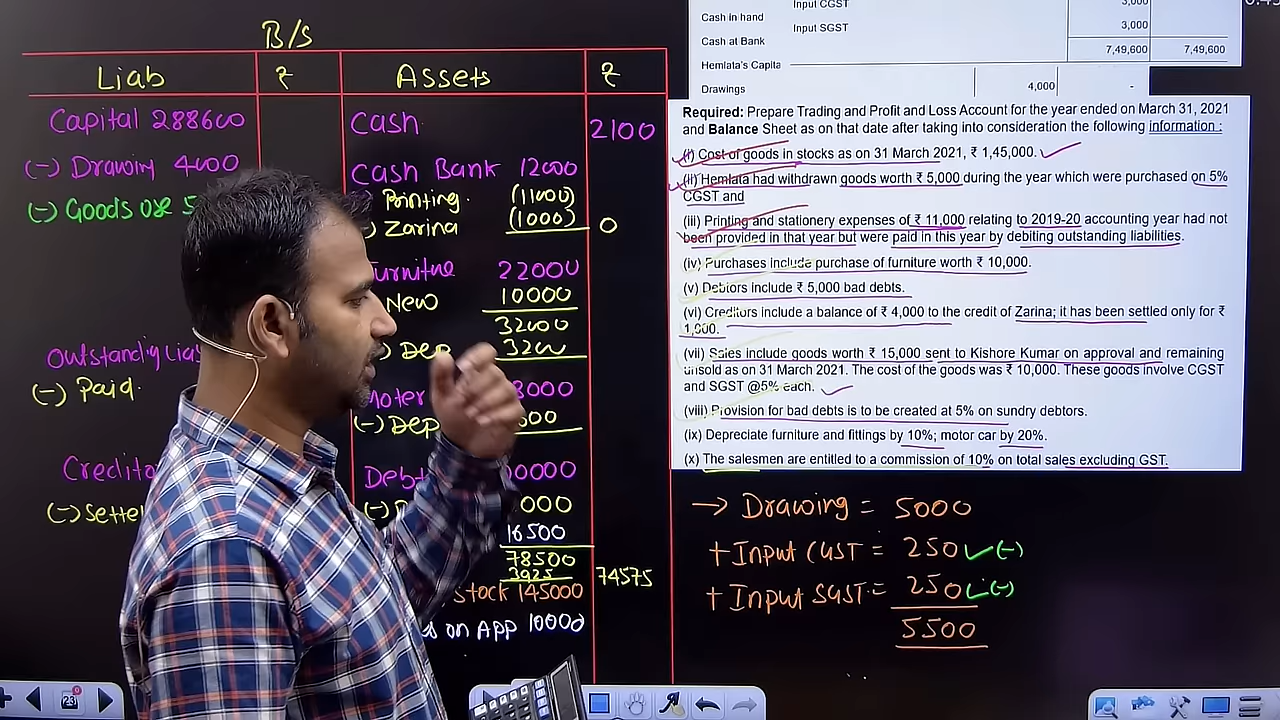 B/S
Liab ₹ Assets ₹
Capital 288600
(-) Drawing 4000
(-) Goods use 5
Outstandig Lia
(-) Paid.
Credito
(-) Settle
Cash 2100
Cash Bank 12000
Printing. (11000)
) Zarina (1000) 0
urnitue 22000
New 10000
32000
) Dep 3200
Moter 8000
(-) Dep 600
Debt 0000
(-) 000
16500
78500
3925 74575
stock 145000
s on App 10000
Input CGST 3,000
Cash in hand
Input SGST 3,000
Cash at Bank
7,49,600 7,49,600
Hemlata's Capita
Drawings 4,000 -
Required: Prepare Trading and Profit and Loss Account for the year ended on March 31, 2021
and Balance Sheet as on that date after taking into consideration the following information :
(i) Cost of goods in stocks as on 31 March 2021, ₹ 1,45,000.
(ii) Hemlata had withdrawn goods worth ₹ 5,000 during the year which were purchased on 5%
CGST and
(iii) Printing and stationery expenses of ₹ 11,000 relating to 2019-20 accounting year had not
been provided in that year but were paid in this year by debiting outstanding liabilities.
(iv) Purchases include purchase of furniture worth ₹ 10,000.
(v) Debtors include ₹ 5,000 bad debts.
(vi) Creditors include a balance of ₹ 4,000 to the credit of Zarina; it has been settled only for ₹
1,000.
(vii) Sales include goods worth ₹ 15,000 sent to Kishore Kumar on approval and remaining
unsold as on 31 March 2021. The cost of the goods was ₹ 10,000. These goods involve CGST
and SGST @5% each.
(viii) Provision for bad debts is to be created at 5% on sundry debtors.
(ix) Depreciate furniture and fittings by 10%; motor car by 20%.
(x) The salesmen are entitled to a commission of 10% on total sales excluding GST.
→ Drawing = 5000
+ Input CGST = 250 (-)
+ Input SGST = 250 (-)
5500